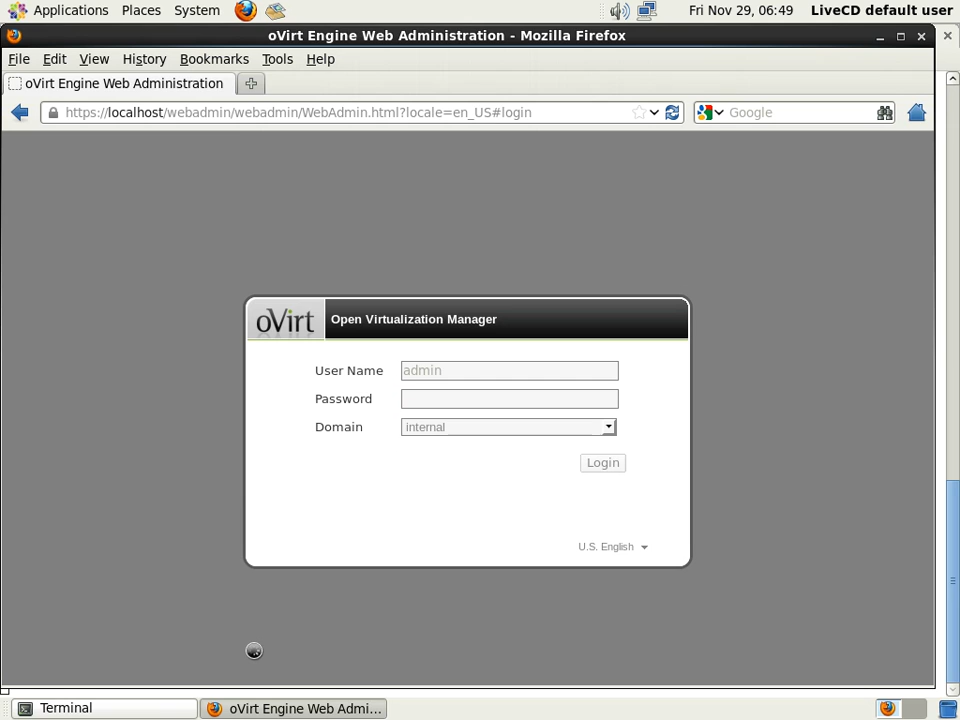 Applications Places System Fri Nov 29, 06:49 LiveCD default user
oVirt Engine Web Administration - Mozilla Firefox
File Edit View History Bookmarks Tools Help
oVirt Engine Web Administration
https://localhost/webadmin/webadmin/WebAdmin.html?locale=en_US#login Google
oVirt Open Virtualization Manager
User Name admin
Password
Domain internal
Login
U.S. English
Terminal oVirt Engine Web Admi...